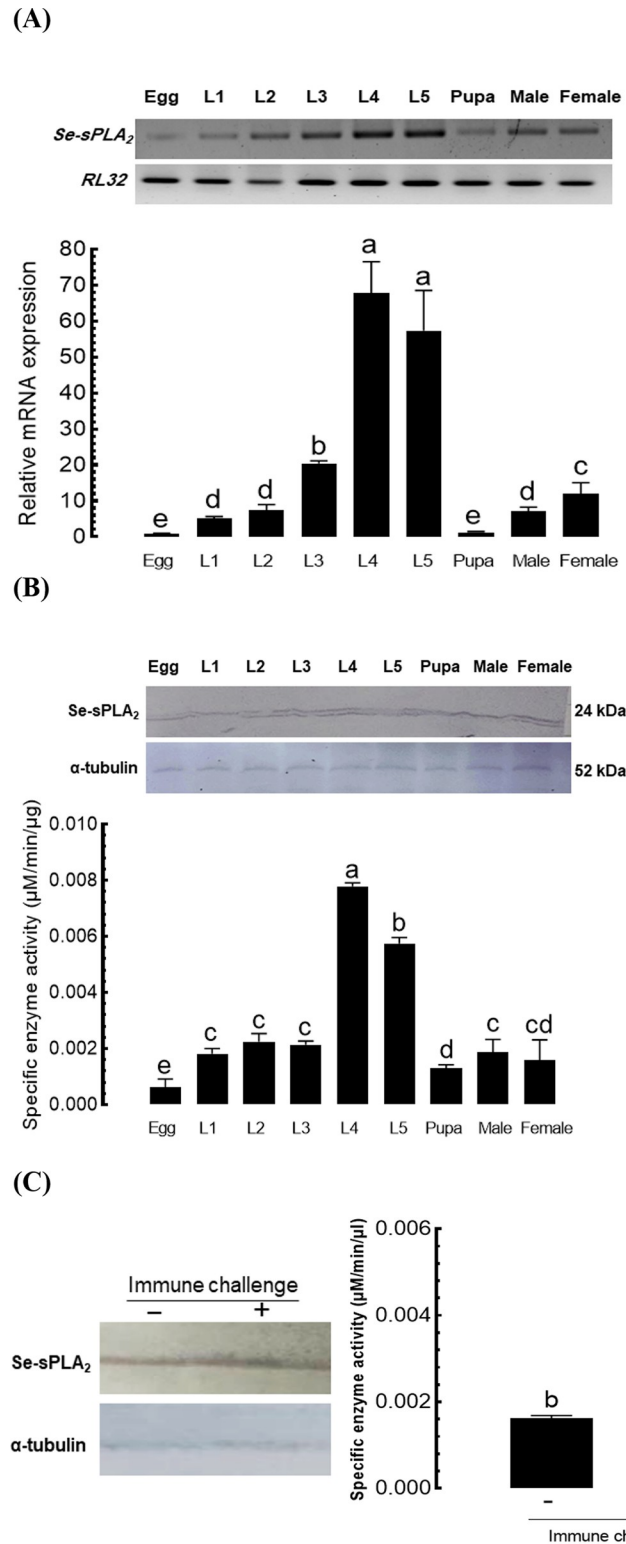 (A)
Egg L1 L2 L3 L4 L5 Pupa Male Female
Se-sPLA₂
RL32
Relative mRNA expression
80
70
60
50
40
30
20
10
0
e d d b a a e d c
Egg L1 L2 L3 L4 L5 Pupa Male Female
(B)
Egg L1 L2 L3 L4 L5 Pupa Male Female
Se-sPLA₂ 24 kDa
α-tubulin 52 kDa
Specific enzyme activity (µM/min/µg)
0.010
0.008
0.006
0.004
0.002
0.000
e c c c a b d c cd
Egg L1 L2 L3 L4 L5 Pupa Male Female
(C)
Immune challenge
− +
Se-sPLA₂
α-tubulin
Specific enzyme activity (µM/min/µl)
0.006
0.004
0.002
0.000
b
-
Immune ch